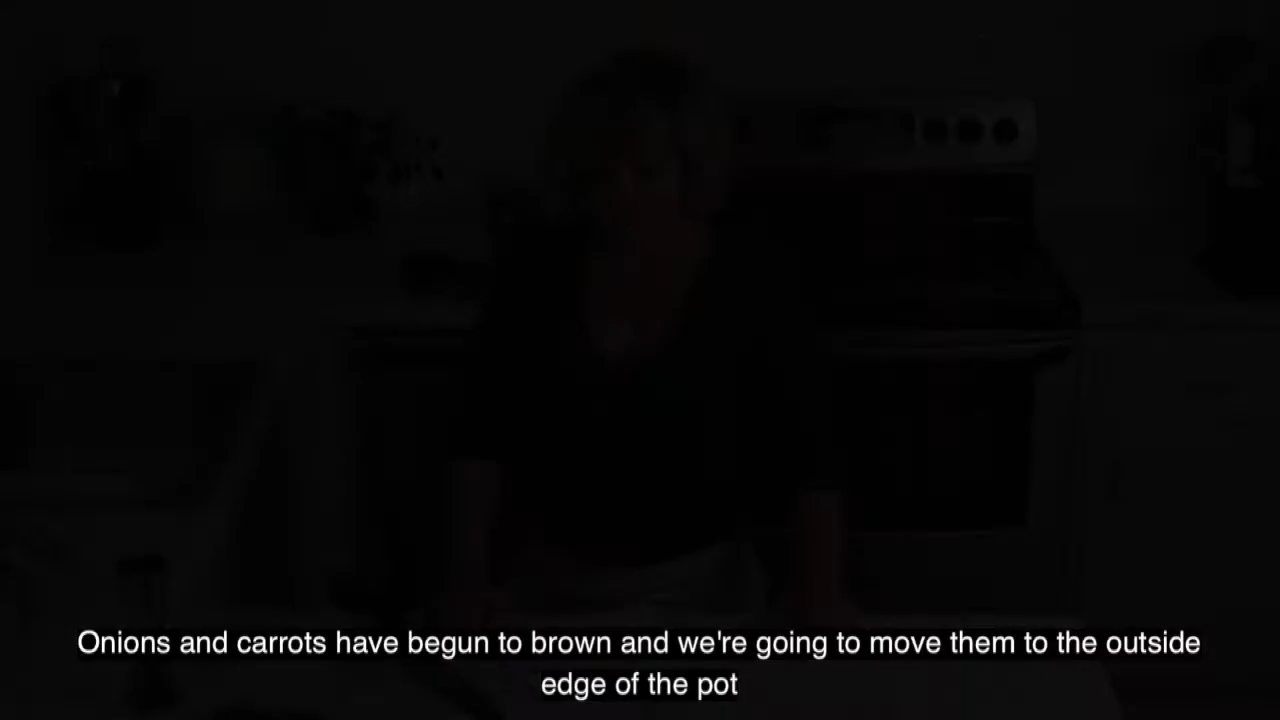 Onions and carrots have begun to brown and we're going to move them to the outside
edge of the pot